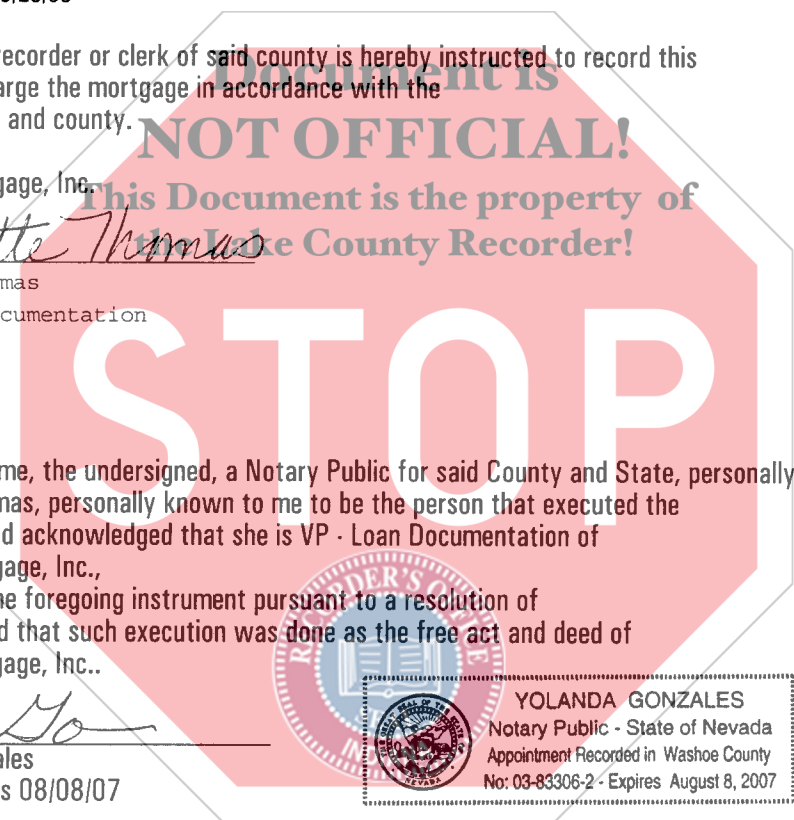 ecorder or clerk of said county is hereby instructed to record this
arge the mortgage in accordance with the
and county.
gage, Inc.
Document is
NOT OFFICIAL!
This Document is the property of
the Lake County Recorder!
tte Thomas
mas
cumentation
STOP
me, the undersigned, a Notary Public for said County and State, personally
mas, personally known to me to be the person that executed the
d acknowledged that she is VP - Loan Documentation of
gage, Inc.,
ne foregoing instrument pursuant to a resolution of
d that such execution was done as the free act and deed of
gage, Inc..
RECORDER'S OFFICE
YOLANDA GONZALES
Notary Public - State of Nevada
Appointment Recorded in Washoe County
No: 03-83306-2 - Expires August 8, 2007
NEVADA
ales
s 08/08/07